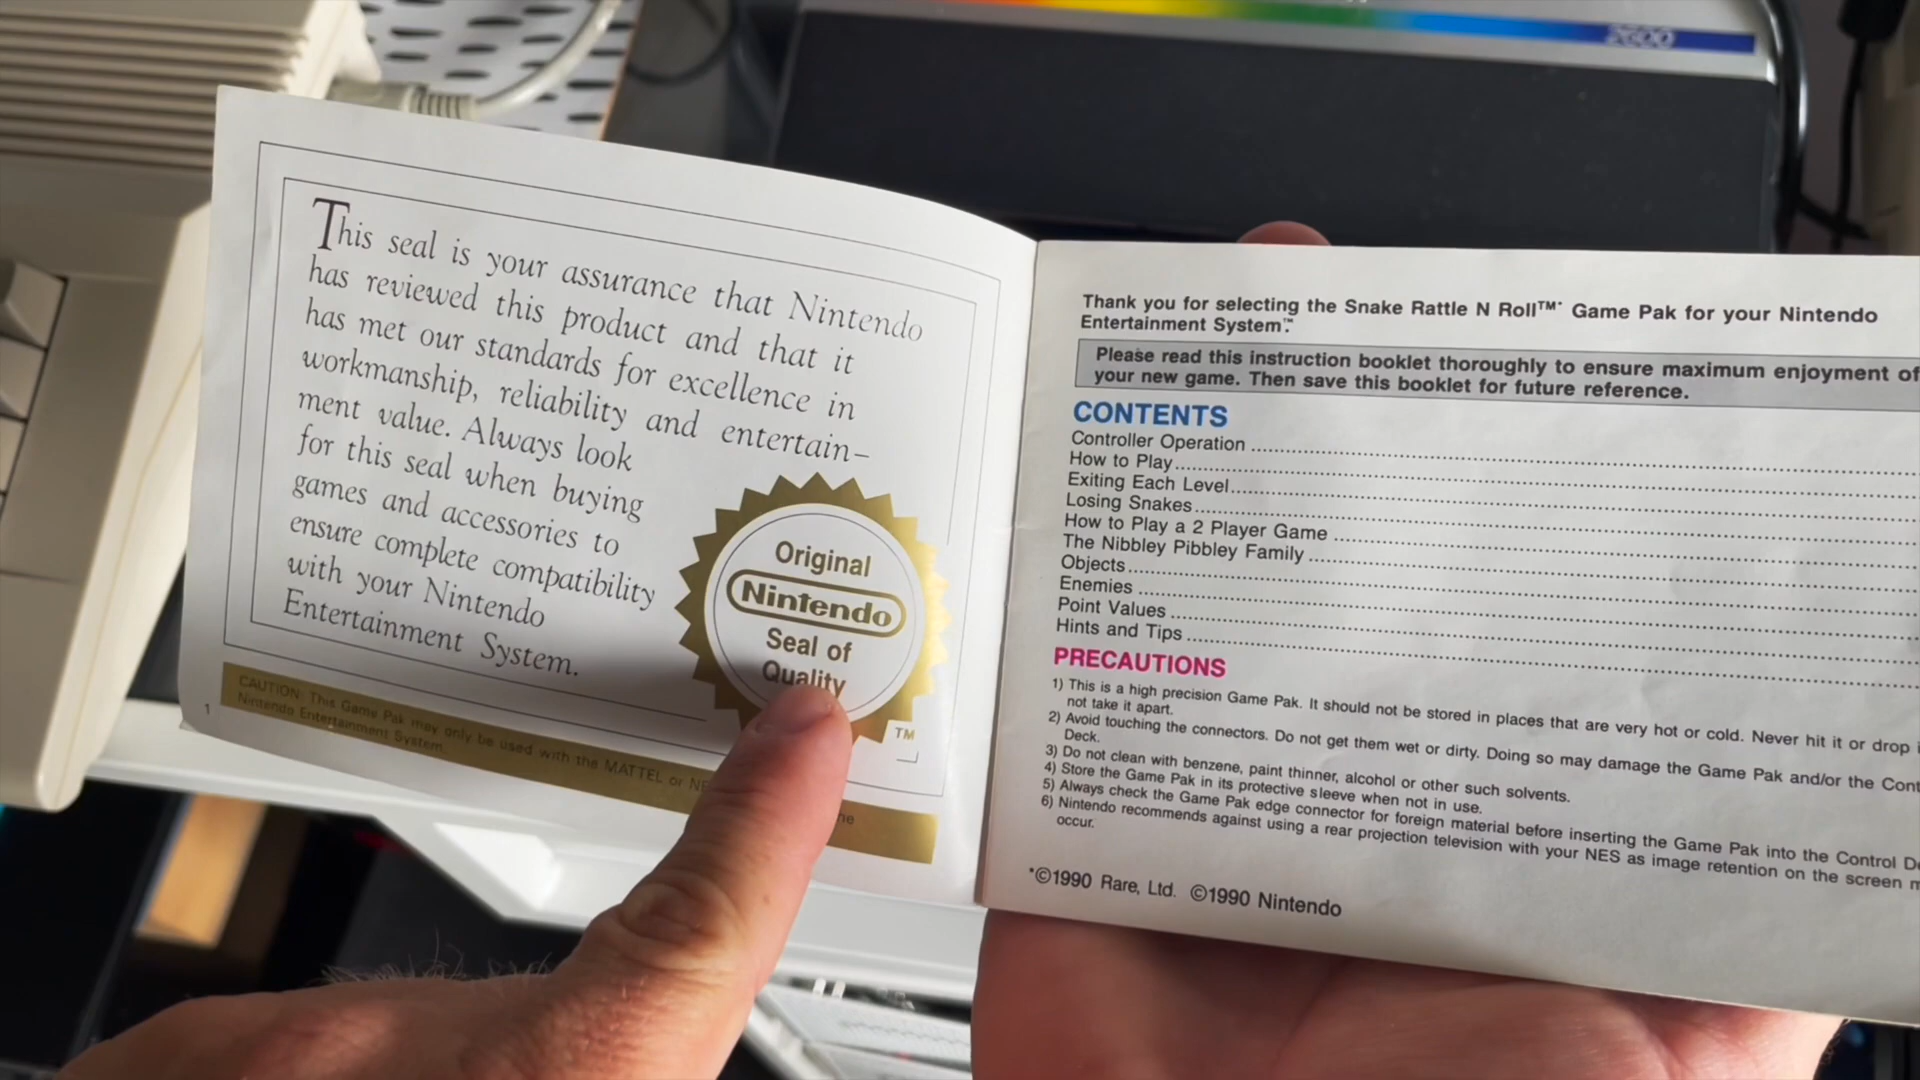 2600
This seal is your assurance that Nintendo
has reviewed this product and that it
has met our standards for excellence in
workmanship, reliability and entertain-
ment value. Always look
for this seal when buying
games and accessories to
ensure complete compatibility
with your Nintendo
Entertainment System.
Original
Nintendo
Seal of
Quality
TM
CAUTION: This Game Pak may only be used with the MATTEL or
Nintendo Entertainment System.
1
Thank you for selecting the Snake Rattle N Roll™* Game Pak for your Nintendo
Entertainment System™.
Please read this instruction booklet thoroughly to ensure maximum enjoyment of
your new game. Then save this booklet for future reference.
CONTENTS
Controller Operation
How to Play
Exiting Each Level
Losing Snakes
How to Play a 2 Player Game
The Nibbley Pibbley Family
Objects
Enemies
Point Values
Hints and Tips
PRECAUTIONS
1) This is a high precision Game Pak. It should not be stored in places that are very hot or cold. Never hit it or drop
not take it apart.
2) Avoid touching the connectors. Do not get them wet or dirty. Doing so may damage the Game Pak and/or the
Deck.
3) Do not clean with benzene, paint thinner, alcohol or other such solvents.
4) Store the Game Pak in its protective sleeve when not in use.
5) Always check the Game Pak edge connector for foreign material before inserting the Game Pak into the Control
6) Nintendo recommends against using a rear projection television with your NES as image retention on the screen
occur.
*©1990 Rare, Ltd. ©1990 Nintendo